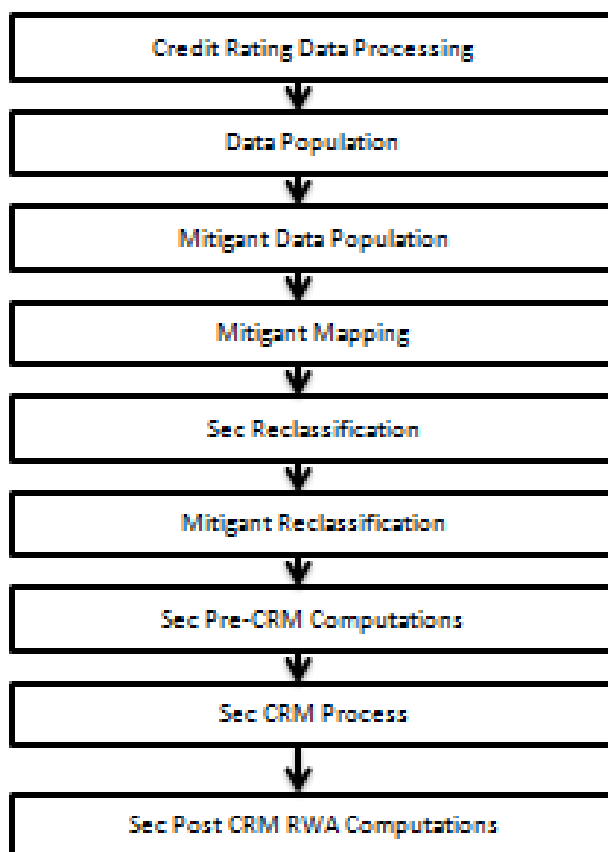 Credit Rating Data Processing
Data Population
Mitigant Data Population
Mitigant Mapping
Sec Reclassification
Mitigant Reclassification
Sec Pre-CRM Computations
Sec CRM Process
Sec Post CRM RWA Computations